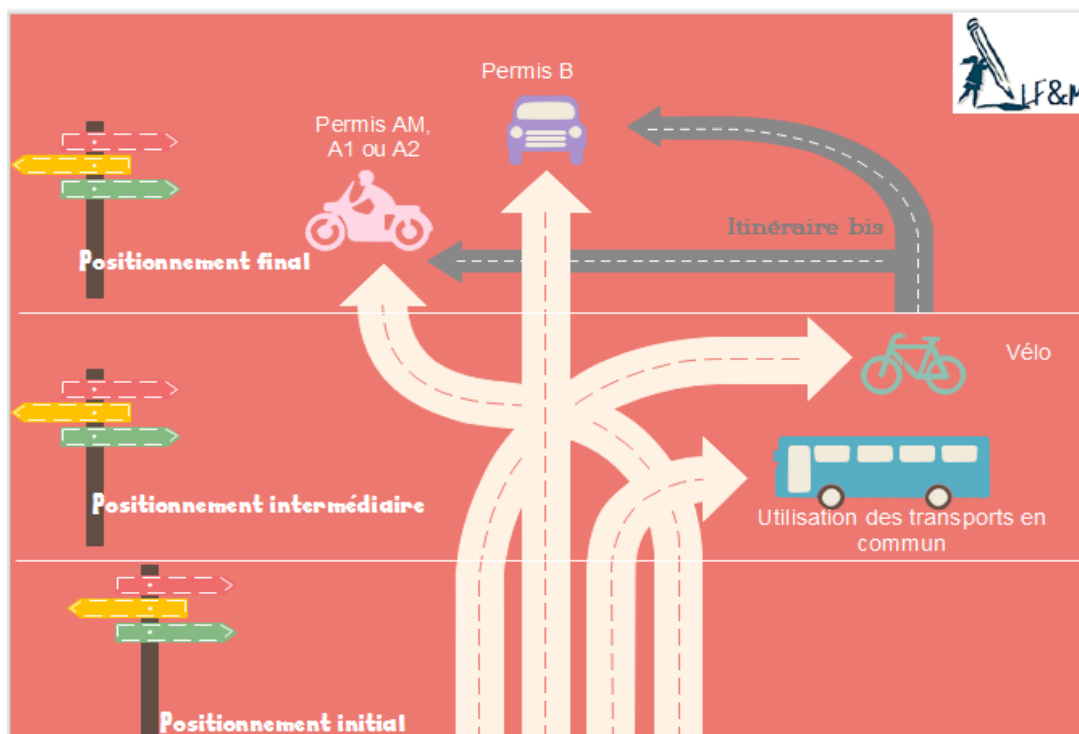 LF&M
Permis B
Permis AM,
A1 ou A2
Itinéraire bis
Positionnement final
Vélo
Positionnement intermédiaire
Utilisation des transports en
commun
Positionnement initial